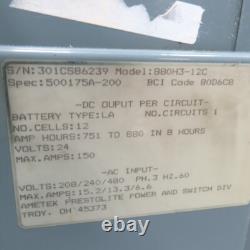 S/N:301CS86239 Model:880H3-12C
Spec:500175A-200 BCI Code 80D6C8
-DC OUPUT PER CIRCUIT-
BATTERY TYPE:LA NO.CIRCUITS 1
NO.CELLS:12
AMP HOURS:751 TO 880 IN 8 HOURS
VOLTS:24
MAX.AMPS:150
-AC INPUT-
VOLTS:208/240/480 PH.3 HZ.60
MAX.AMPS:15.2/13.3/6.6
AMETEK PRESTOLITE POWER AND SWITCH DIV
TROY, OH 45373